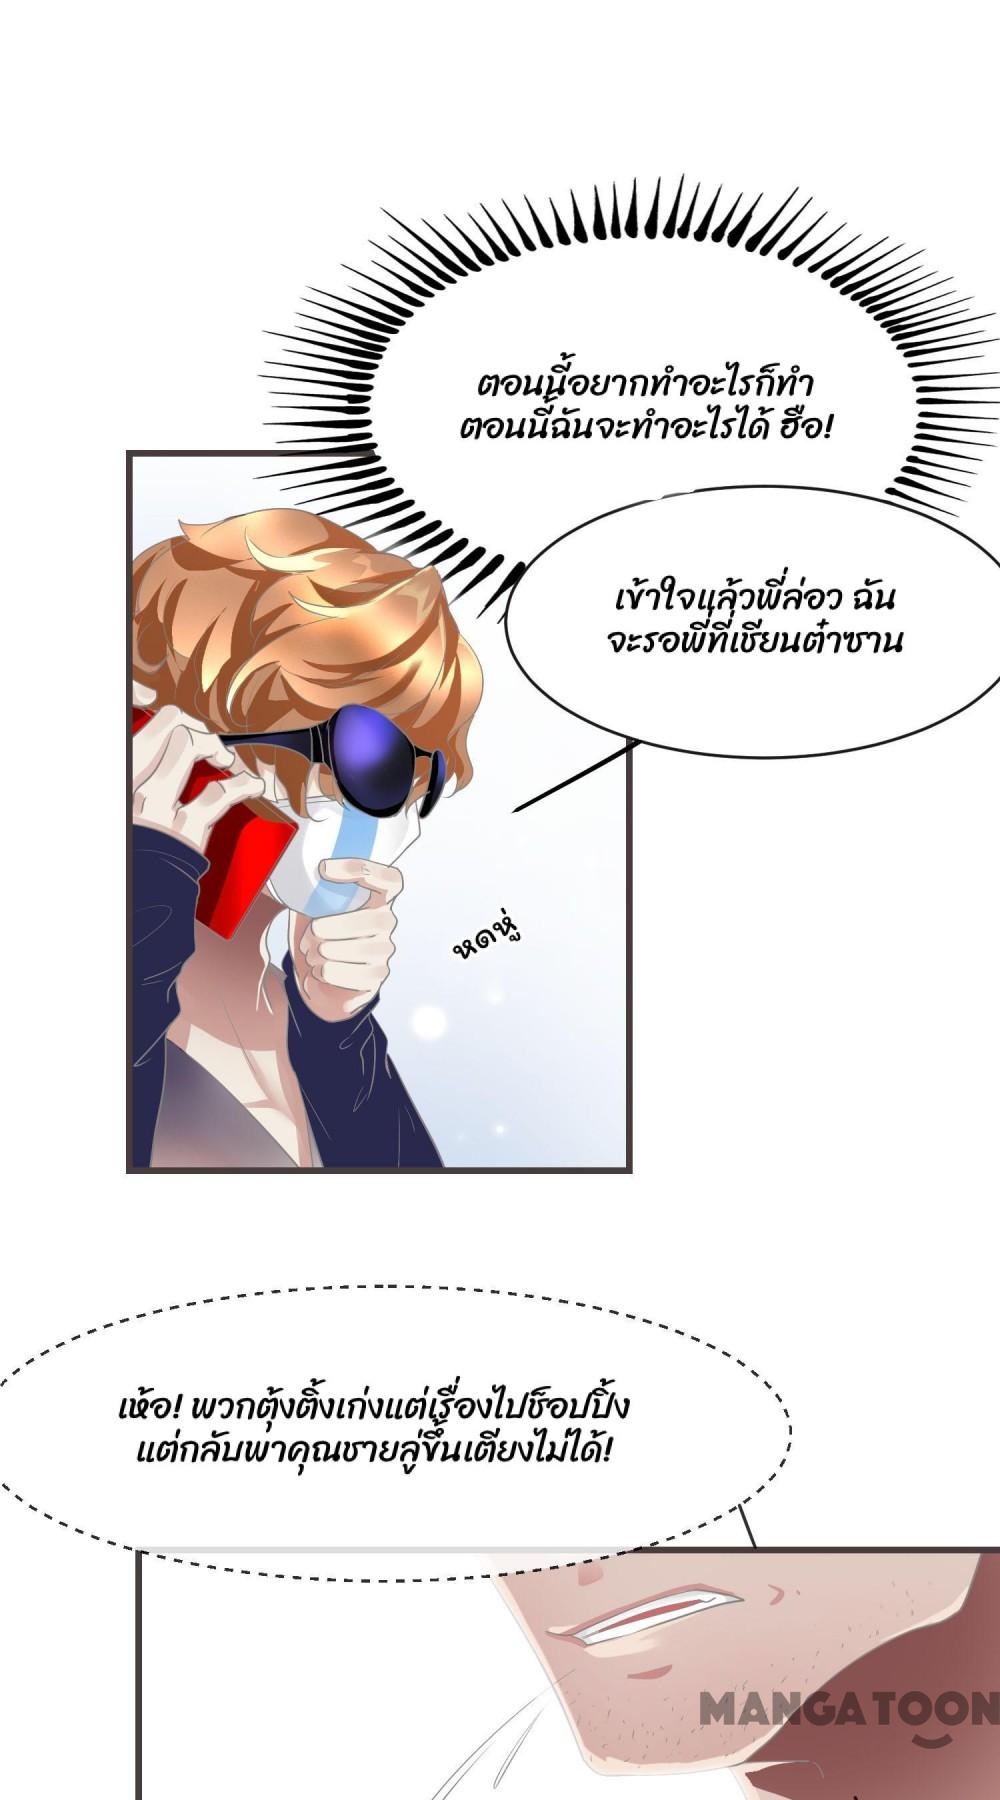 ตอนนี้อยากทำอะไรก็ทำ
ตอนนี้ฉันจะทำอะไรได้ ฮือ!
เข้าใจแล้วพี่ล่อว ฉัน
จะรอพี่ที่เชียนต๋าซาน
หดหู่
เห้อ! พวกตุ้งติ้งเก่งแต่เรื่องไปช็อปปิ้ง
แต่กลับพาคุณชายลู่ขึ้นเตียงไม่ได้!
MANGATOON